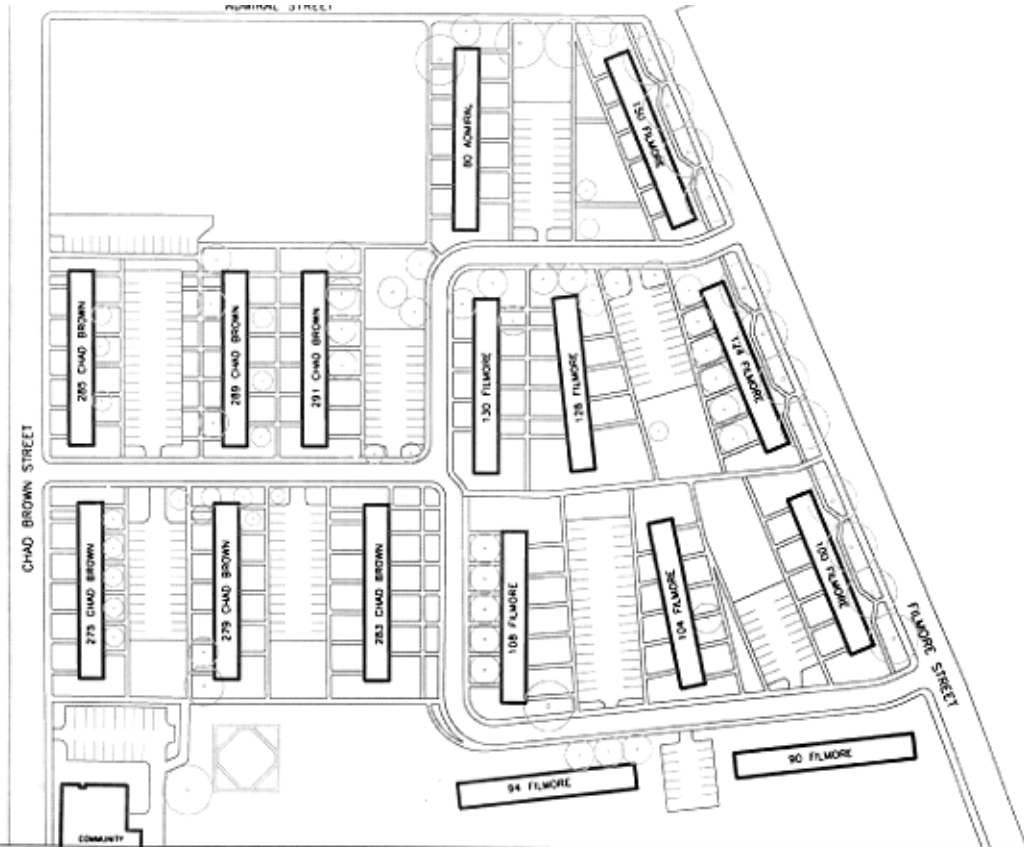 ADMIRAL STREET
80 ADMIRAL
150 FILMORE
285 CHAD BROWN
289 CHAD BROWN
291 CHAD BROWN
130 FILMORE
128 FILMORE
124 FILMORE
CHAD BROWN STREET
275 CHAD BROWN
279 CHAD BROWN
283 CHAD BROWN
108 FILMORE
104 FILMORE
100 FILMORE
FILMORE STREET
94 FILMORE
90 FILMORE
COMMUNITY